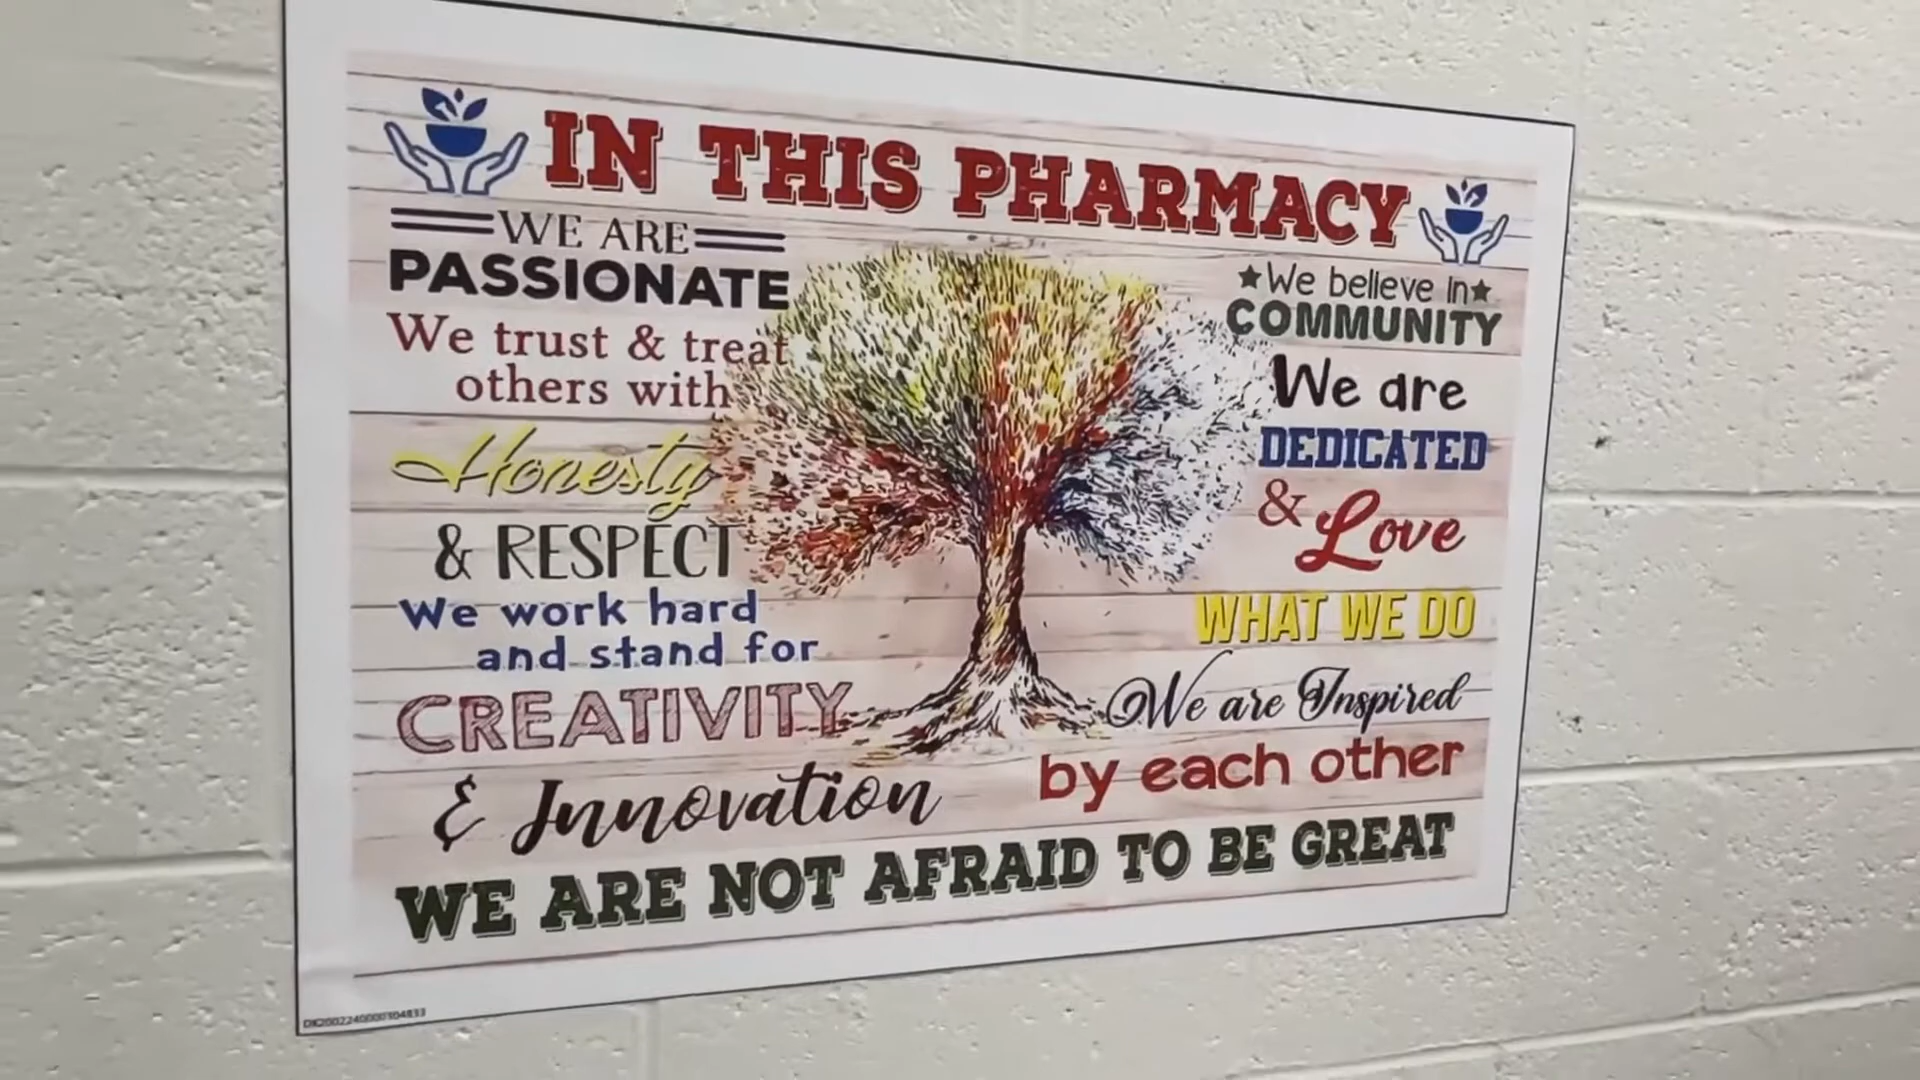 IN THIS PHARMACY
WE ARE
PASSIONATE
We trust & treat
others with
Honesty
& RESPECT
We work hard
and stand for
CREATIVITY
& Innovation
We believe in
COMMUNITY
We are
DEDICATED
& Love
WHAT WE DO
We are Inspired
by each other
WE ARE NOT AFRAID TO BE GREAT